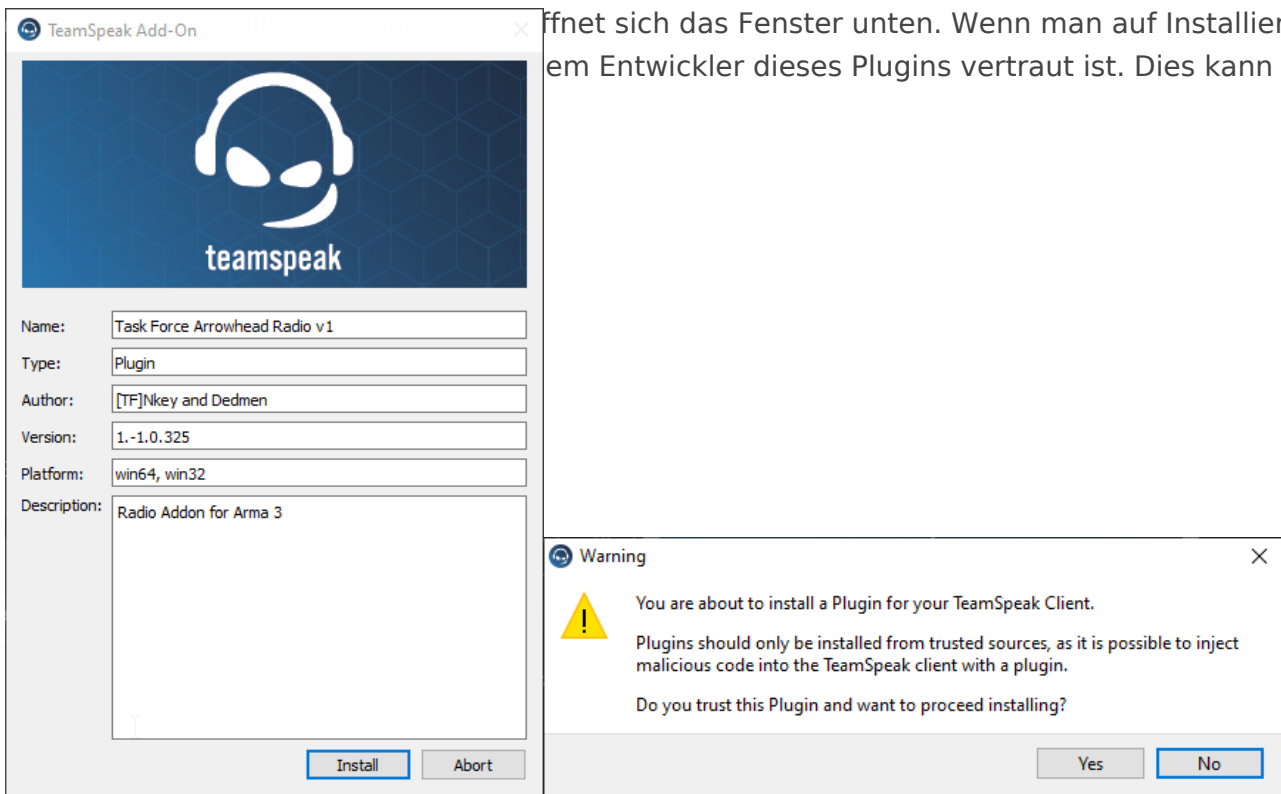 TeamSpeak Add-On
ffnet sich das Fenster unten. Wenn man auf Installier
em Entwickler dieses Plugins vertraut ist. Dies kann
teamspeak
Name: Task Force Arrowhead Radio v1
Type: Plugin
Author: [TF]Nkey and Dedmen
Version: 1.-1.0.325
Platform: win64, win32
Description: Radio Addon for Arma 3
Install Abort
Warning
You are about to install a Plugin for your TeamSpeak Client.
Plugins should only be installed from trusted sources, as it is possible to inject
malicious code into the TeamSpeak client with a plugin.
Do you trust this Plugin and want to proceed installing?
Yes No